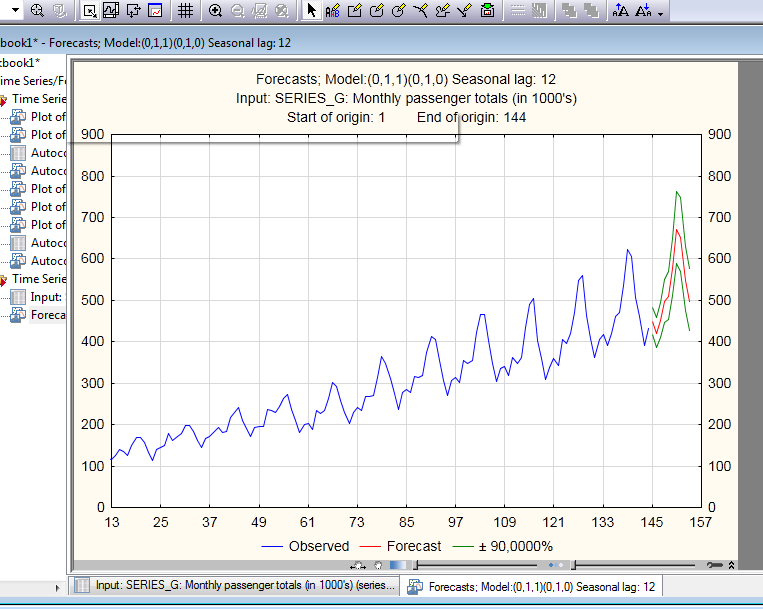 book1* - Forecasts; Model:(0,1,1)(0,1,0) Seasonal lag: 12
tbook1*
ime Series/F
Time Serie
Plot of
Plot of
Autoco
Autoco
Plot of
Plot of
Plot of
Autoco
Autoco
Time Serie
Input:
Foreca
Forecasts; Model:(0,1,1)(0,1,0) Seasonal lag: 12
Input: SERIES_G: Monthly passenger totals (in 1000's)
Start of origin: 1 End of origin: 144
900 900
800 800
700 700
600 600
500 500
400 400
300 300
200 200
100 100
0 0
13 25 37 49 61 73 85 97 109 121 133 145 157
Observed Forecast ± 90,0000%
Input: SERIES_G: Monthly passenger totals (in 1000's) (series...
Forecasts; Model:(0,1,1)(0,1,0) Seasonal lag: 12